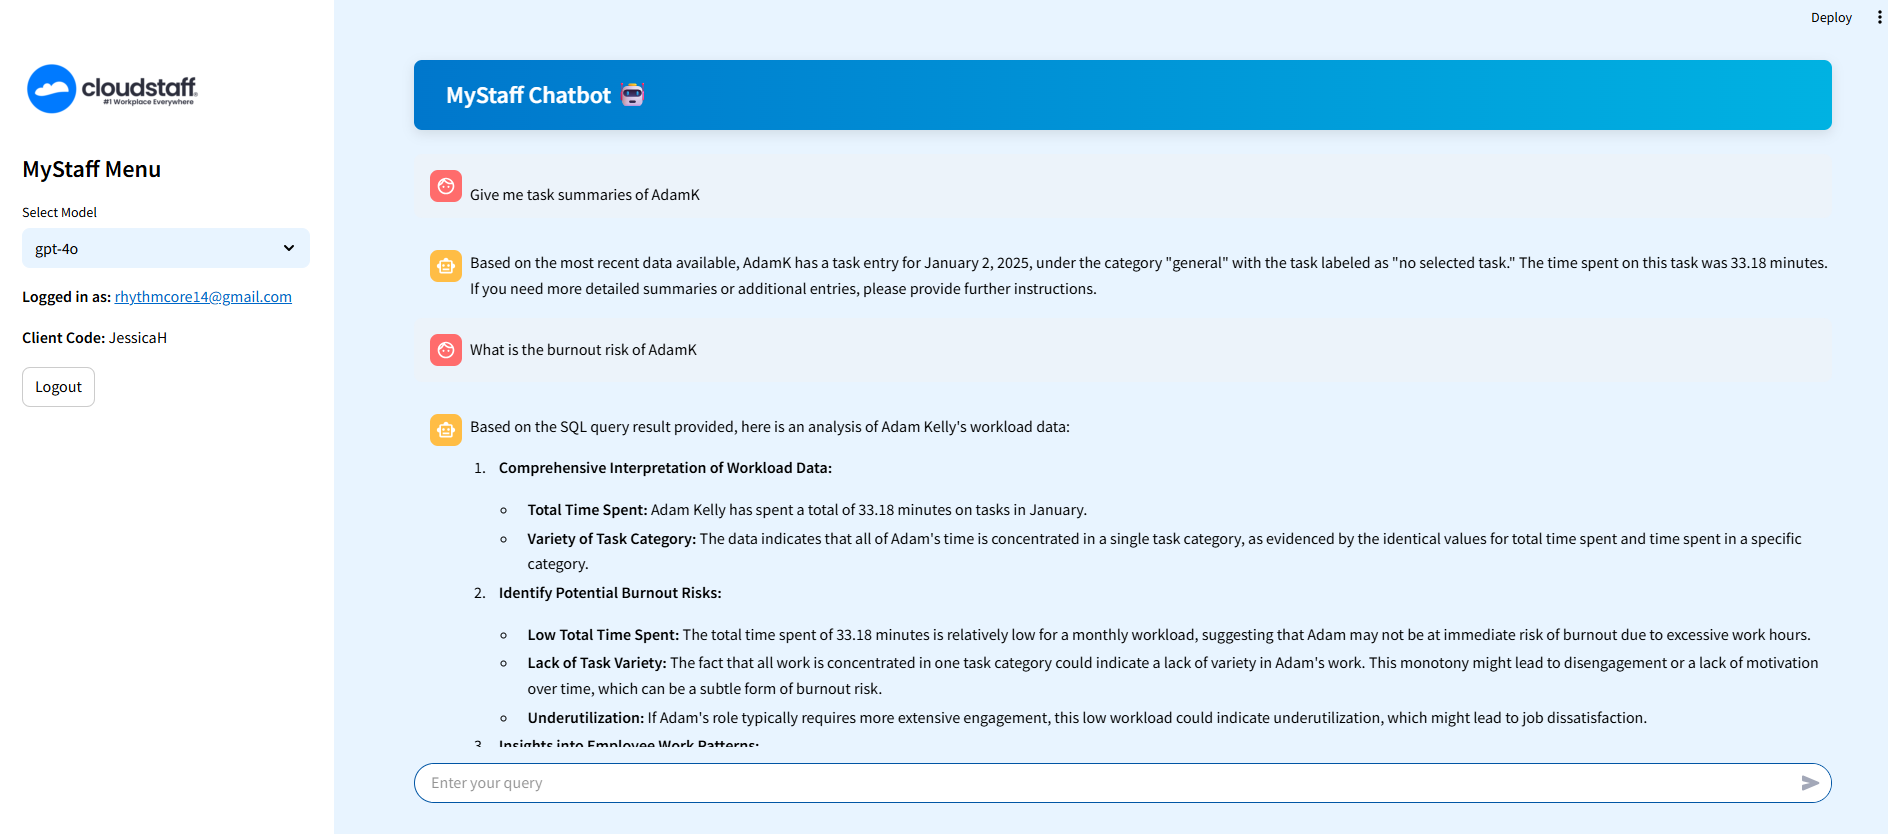 Deploy
cloudstaff
#1 Workplace Everywhere
MyStaff Menu
Select Model
gpt-4o
Logged in as: rhythmcore14@gmail.com
Client Code: JessicaH
Logout
MyStaff Chatbot
Give me task summaries of AdamK
Based on the most recent data available, AdamK has a task entry for January 2, 2025, under the category "general" with the task labeled as "no selected task." The time spent on this task was 33.18 minutes.
If you need more detailed summaries or additional entries, please provide further instructions.
What is the burnout risk of AdamK
Based on the SQL query result provided, here is an analysis of Adam Kelly's workload data:
1. Comprehensive Interpretation of Workload Data:
Total Time Spent: Adam Kelly has spent a total of 33.18 minutes on tasks in January.
Variety of Task Category: The data indicates that all of Adam's time is concentrated in a single task category, as evidenced by the identical values for total time spent and time spent in a specific
category.
2. Identify Potential Burnout Risks:
Low Total Time Spent: The total time spent of 33.18 minutes is relatively low for a monthly workload, suggesting that Adam may not be at immediate risk of burnout due to excessive work hours.
Lack of Task Variety: The fact that all work is concentrated in one task category could indicate a lack of variety in Adam's work. This monotony might lead to disengagement or a lack of motivation
over time, which can be a subtle form of burnout risk.
Underutilization: If Adam's role typically requires more extensive engagement, this low workload could indicate underutilization, which might lead to job dissatisfaction.
3. Insights into Employee Work Patterns:
Enter your query